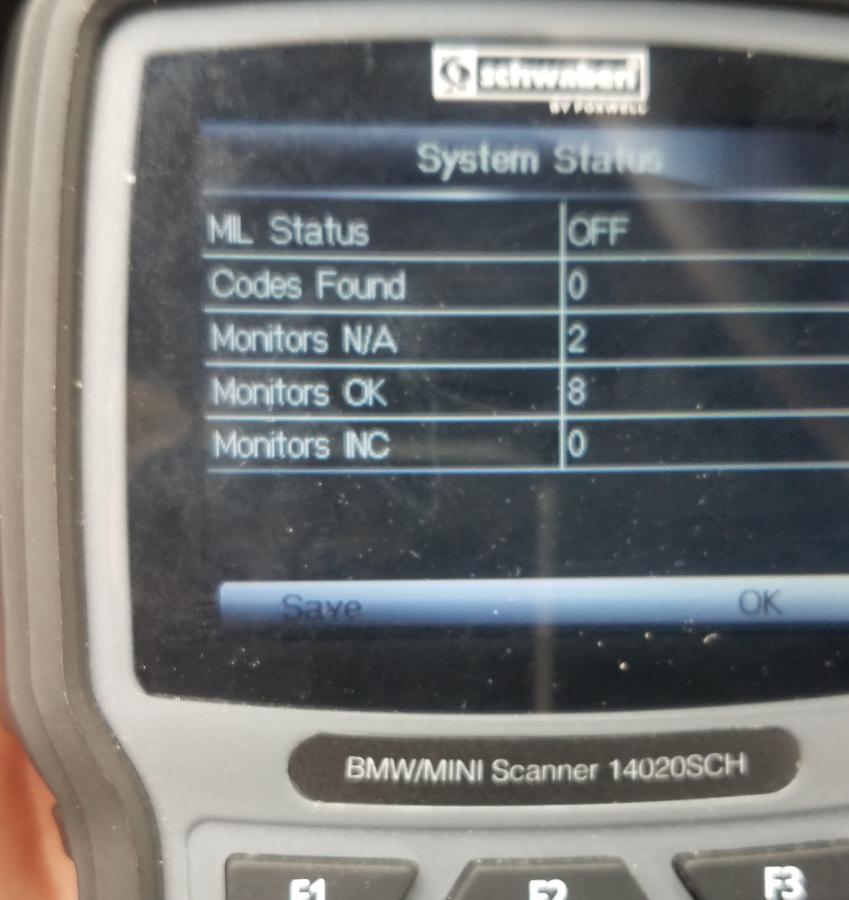 schwaben
BY FOXWELL
System Status
MIL Status OFF
Codes Found 0
Monitors N/A 2
Monitors OK 8
Monitors INC 0
Save OK
BMW/MINI Scanner 14020SCH
F1 F2 F3